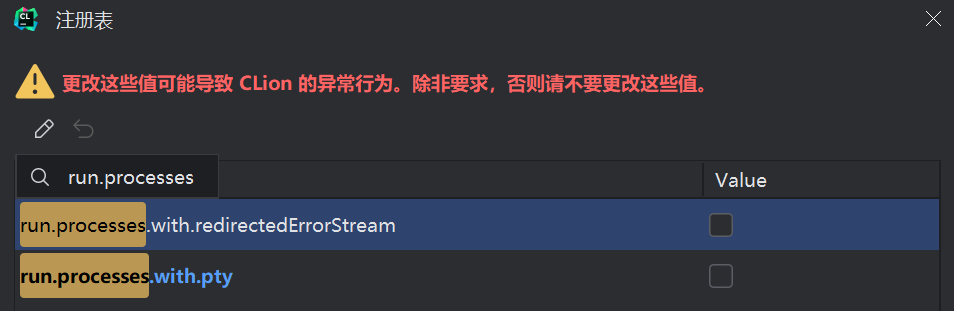 CL
注册表
更改这些值可能导致 CLion 的异常行为。除非要求，否则请不要更改这些值。
run.processes
Value
run.processes.with.redirectedErrorStream
run.processes.with.pty